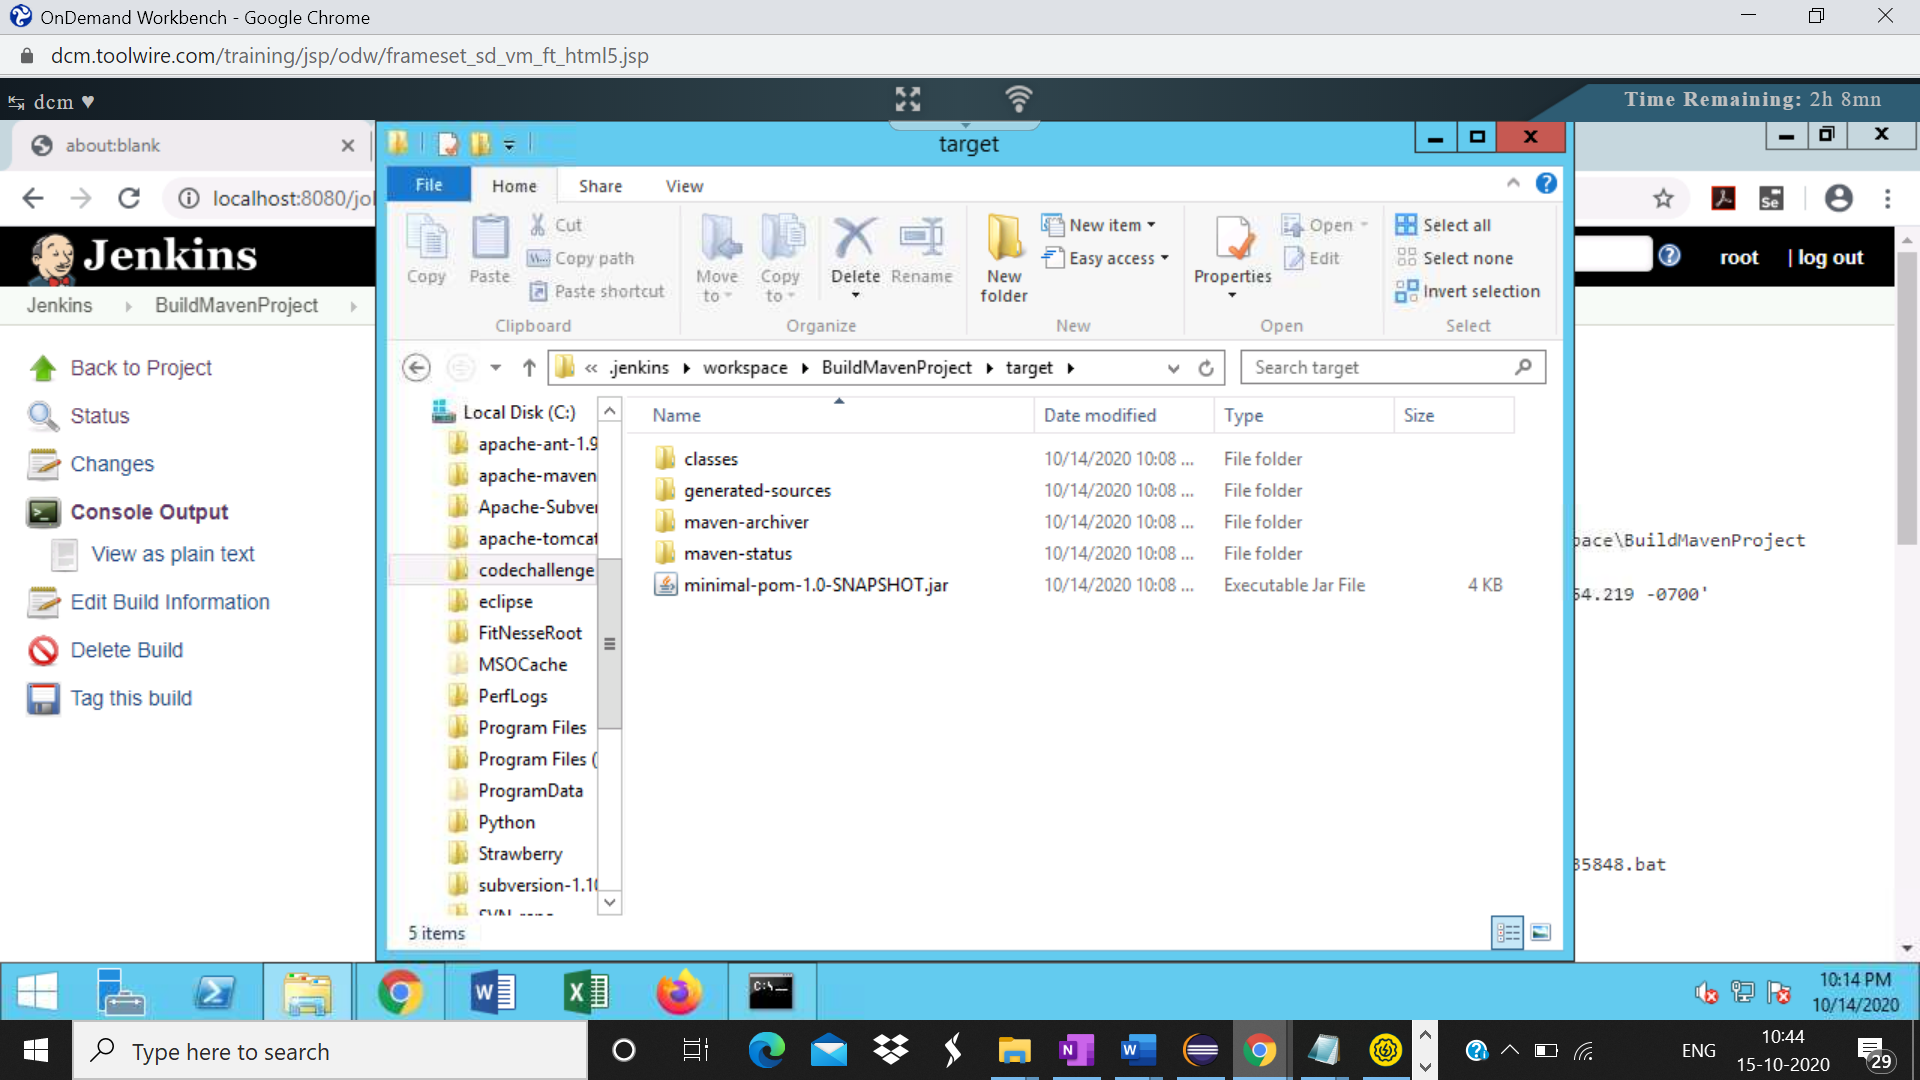 OnDemand Workbench - Google Chrome
dcm.toolwire.com/training/jsp/odw/frameset_sd_vm_ft_html5.jsp
dcm ♥
Time Remaining: 2h 8mn
about:blank
target
localhost:8080/jol
File
Home
Share
View
Se
Copy
Paste
Cut
Copy path
Paste shortcut
Clipboard
Move to
Copy to
Delete
Rename
Organize
New folder
New item
Easy access
New
Properties
Open
Edit
Open
Select all
Select none
Invert selection
Select
Jenkins
root
| log out
Jenkins
BuildMavenProject
« .jenkins
workspace
BuildMavenProject
target
Search target
Back to Project
Status
Changes
Console Output
View as plain text
Edit Build Information
Delete Build
Tag this build
Local Disk (C:)
apache-ant-1.9
apache-maven
Apache-Subver
apache-tomcat
codechallenge
eclipse
FitNesseRoot
MSOCache
PerfLogs
Program Files
Program Files (
ProgramData
Python
Strawberry
subversion-1.10
Name Date modified Type Size
classes 10/14/2020 10:08 ... File folder
generated-sources 10/14/2020 10:08 ... File folder
maven-archiver 10/14/2020 10:08 ... File folder
maven-status 10/14/2020 10:08 ... File folder
minimal-pom-1.0-SNAPSHOT.jar 10/14/2020 10:08 ... Executable Jar File 4 KB
pace\BuildMavenProject
54.219 -0700'
35848.bat
5 items
10:14 PM
10/14/2020
Type here to search
ENG
10:44
15-10-2020
29